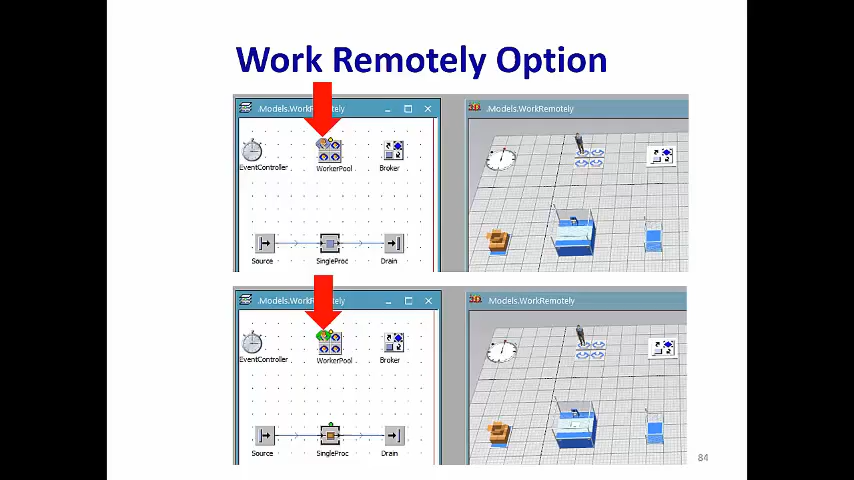 Work Remotely Option
.Models.WorkRemotely
.Models.WorkRemotely
EventController
WorkerPool
Broker
Source
SingleProc
Drain
.Models.WorkRemotely
.Models.WorkRemotely
EventController
WorkerPool
Broker
Source
SingleProc
Drain
84